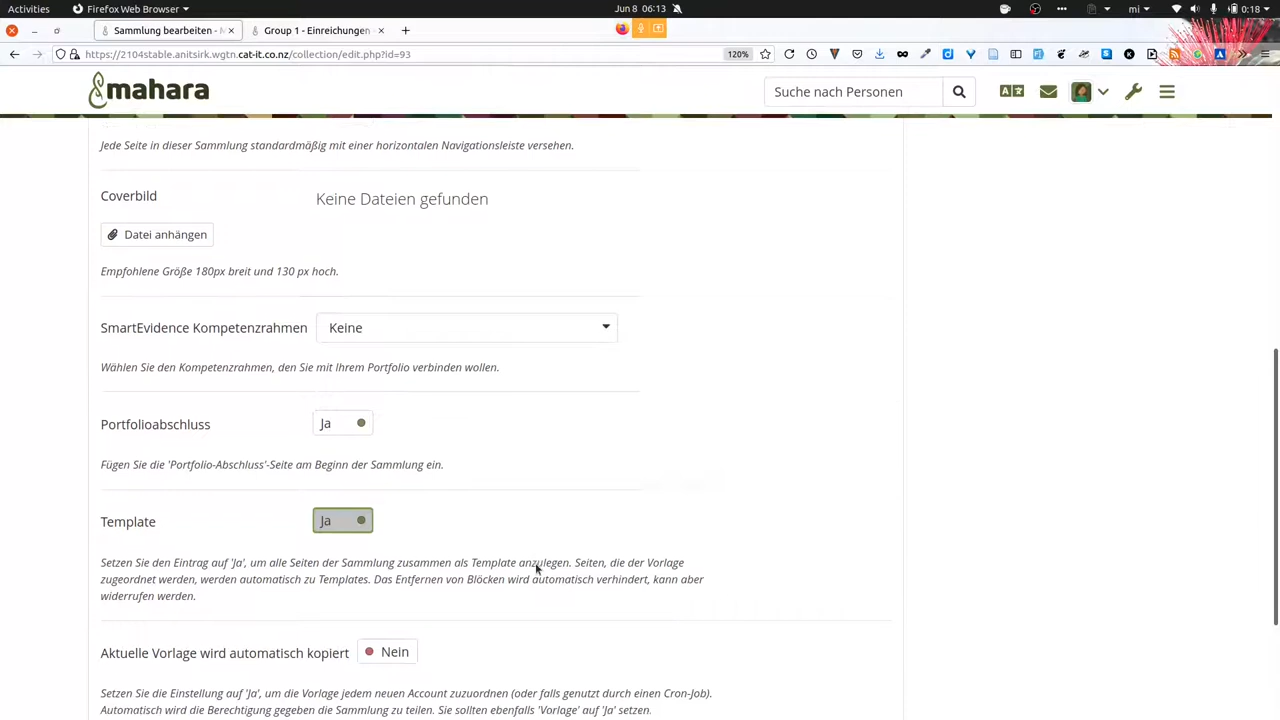 Activities
Firefox Web Browser
Jun 8 06:13
mi
0:18
Sammlung bearbeiten - M
Group 1 - Einreichungen
https://2104stable.anitsirk.wgtn.cat-it.co.nz/collection/edit.php?id=93
120%
mahara
Suche nach Personen
Jede Seite in dieser Sammlung standardmäßig mit einer horizontalen Navigationsleiste versehen.
Coverbild
Keine Dateien gefunden
Datei anhängen
Empfohlene Größe 180px breit und 130 px hoch.
SmartEvidence Kompetenzrahmen
Keine
Wählen Sie den Kompetenzrahmen, den Sie mit Ihrem Portfolio verbinden wollen.
Portfolioabschluss
Ja
Fügen Sie die 'Portfolio-Abschluss'-Seite am Beginn der Sammlung ein.
Template
Ja
Setzen Sie den Eintrag auf 'Ja', um alle Seiten der Sammlung zusammen als Template anzulegen. Seiten, die der Vorlage
zugeordnet werden, werden automatisch zu Templates. Das Entfernen von Blöcken wird automatisch verhindert, kann aber
widerrufen werden.
Aktuelle Vorlage wird automatisch kopiert
Nein
Setzen Sie die Einstellung auf 'Ja', um die Vorlage jedem neuen Account zuzuordnen (oder falls genutzt durch einen Cron-Job).
Automatisch wird die Berechtigung gegeben die Sammlung zu teilen. Sie sollten ebenfalls 'Vorlage' auf 'Ja' setzen.